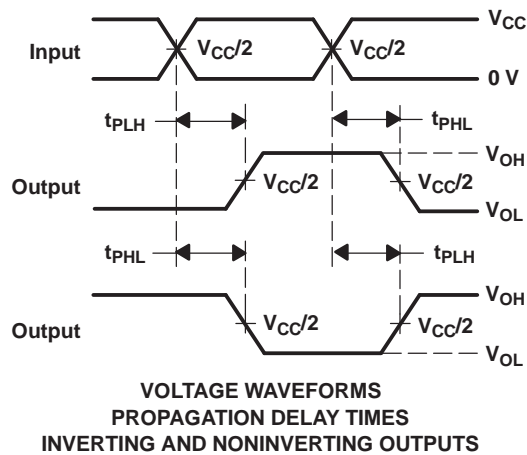 VCC
Input
VCC/2
VCC/2
0 V
tPLH
tPHL
VOH
Output
VCC/2
VCC/2
VOL
tPHL
tPLH
VOH
Output
VCC/2
VCC/2
VOL
VOLTAGE WAVEFORMS
PROPAGATION DELAY TIMES
INVERTING AND NONINVERTING OUTPUTS